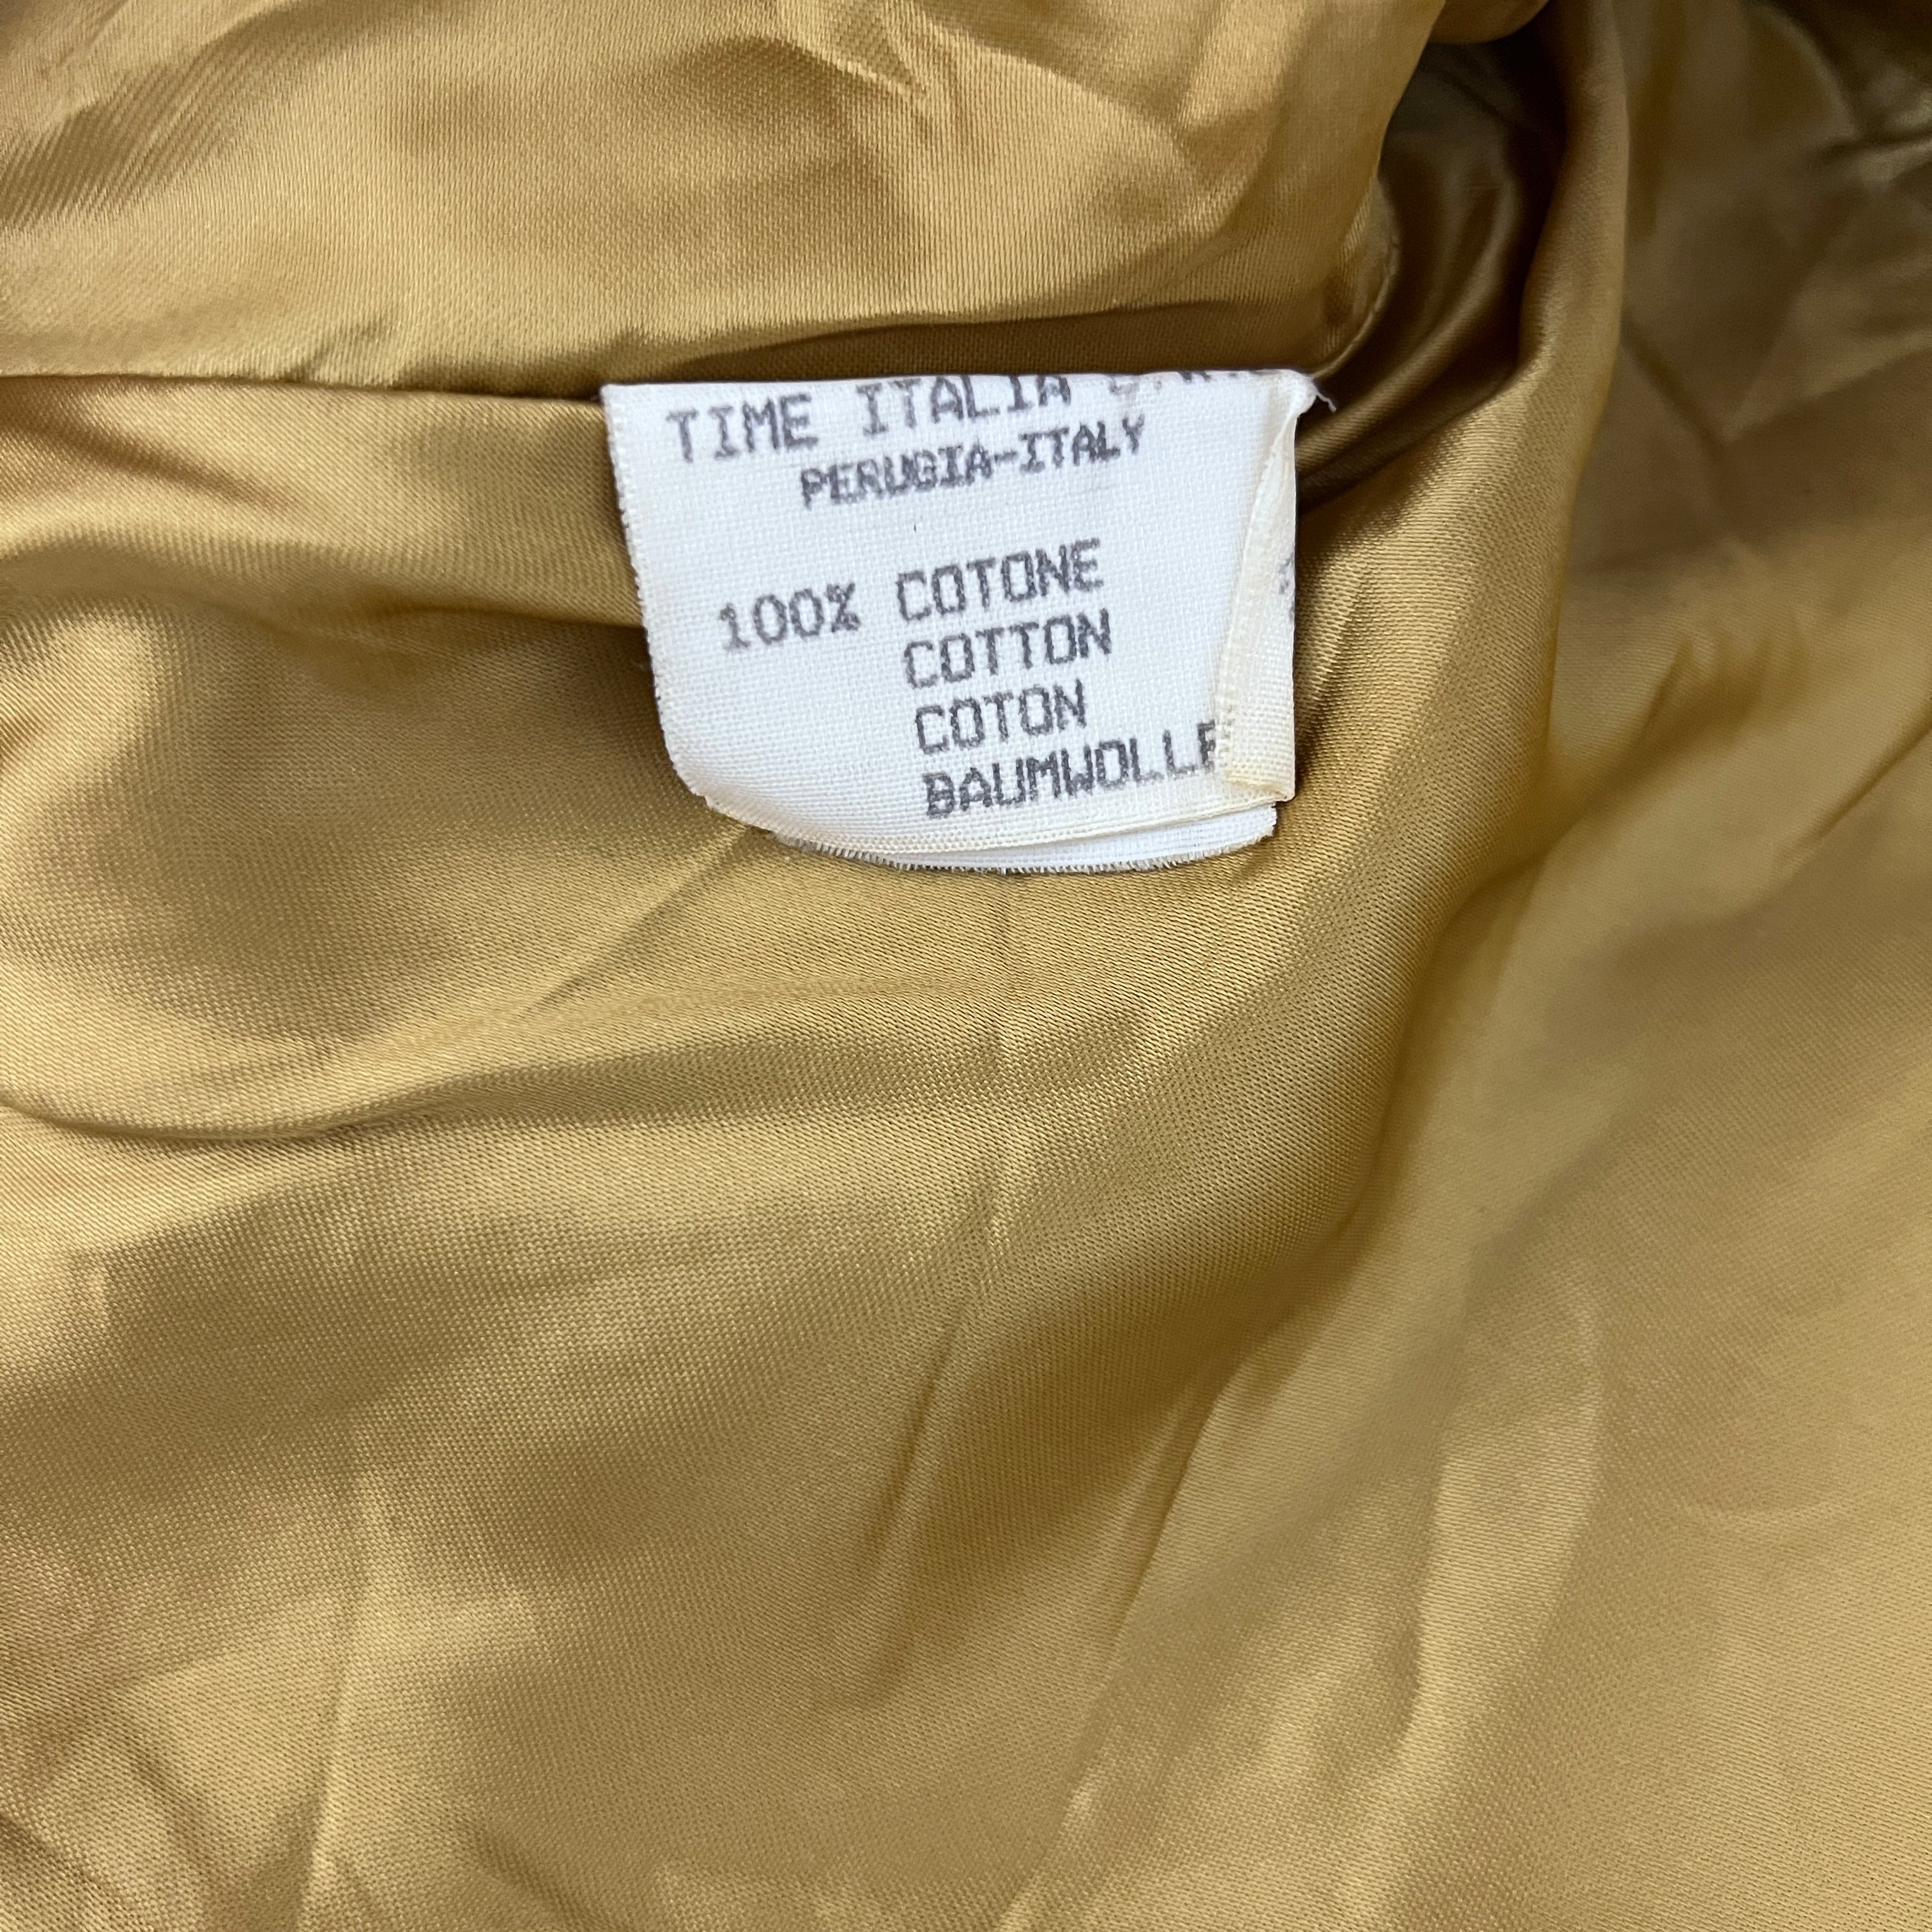 TIME ITALIA
PERUGIA-ITALY
100% COTONE
COTTON
COTON
BAUMWOLLE